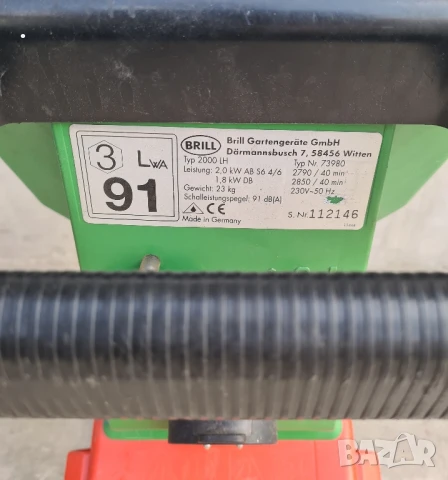 3 LWA
91
BRILL Brill Gartengeräte GmbH
Därmannsbusch 7, 58456 Witten
Typ 2000 LH Typ Nr. 73980
Leistung: 2,0 kW AB S6 4/6 2790 / 40 min
1,8 kW DB 2850 / 40 min
Gewicht: 23 kg 230V~50 Hz
Schalleistungspegel: 91 dB(A)
CE
Made in Germany
S. Nr. 112146
BAZAR